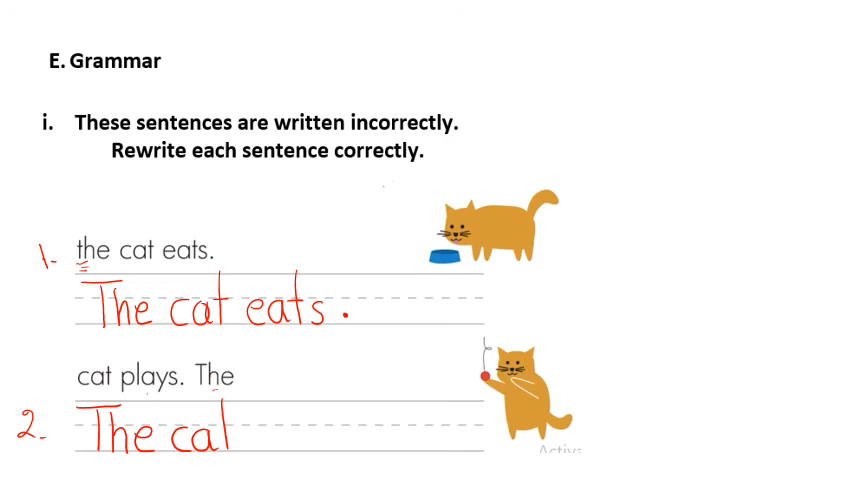 E. Grammar
i. These sentences are written incorrectly.
Rewrite each sentence correctly.
1. the cat eats.
The cat eats.
cat plays. The
2. The cal
Activa